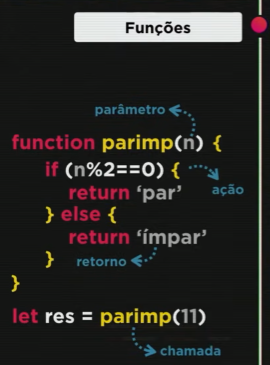 Funções
parâmetro
function parimp(n) {
if (n%2==0) {
ação
return ‘par’
} else {
return ‘ímpar’
} retorno
}
let res = parimp(11)
chamada